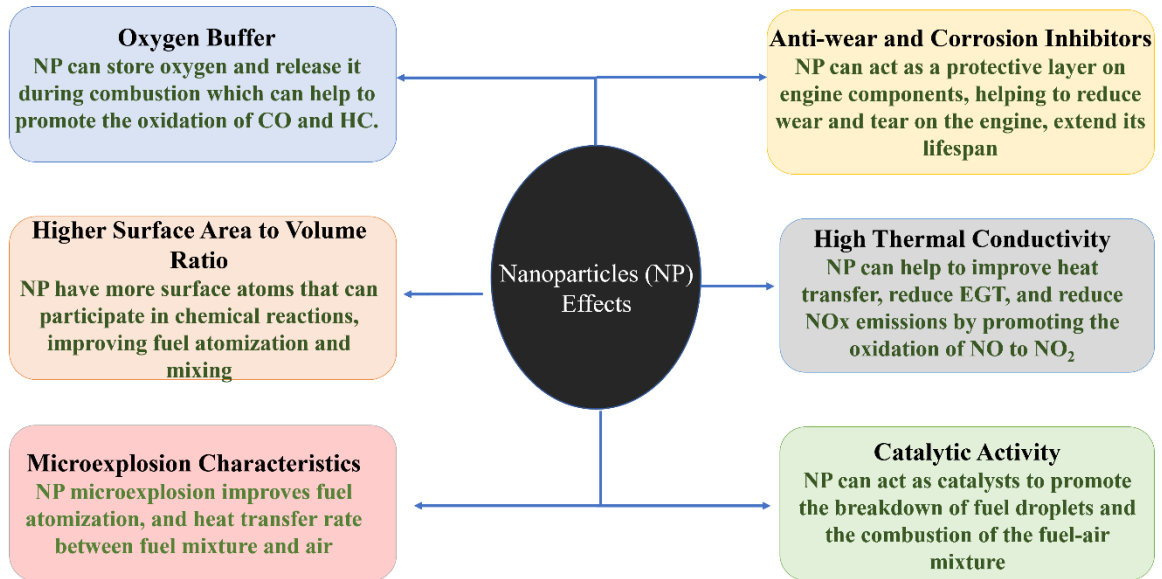 Oxygen Buffer
NP can store oxygen and release it
during combustion which can help to
promote the oxidation of CO and HC.
Anti-wear and Corrosion Inhibitors
NP can act as a protective layer on
engine components, helping to reduce
wear and tear on the engine, extend its
lifespan
Higher Surface Area to Volume
Ratio
NP have more surface atoms that can
participate in chemical reactions,
improving fuel atomization and
mixing
Nanoparticles (NP)
Effects
High Thermal Conductivity
NP can help to improve heat
transfer, reduce EGT, and reduce
NOx emissions by promoting the
oxidation of NO to NO₂
Microexplosion Characteristics
NP microexplosion improves fuel
atomization, and heat transfer rate
between fuel mixture and air
Catalytic Activity
NP can act as catalysts to promote
the breakdown of fuel droplets and
the combustion of the fuel-air
mixture